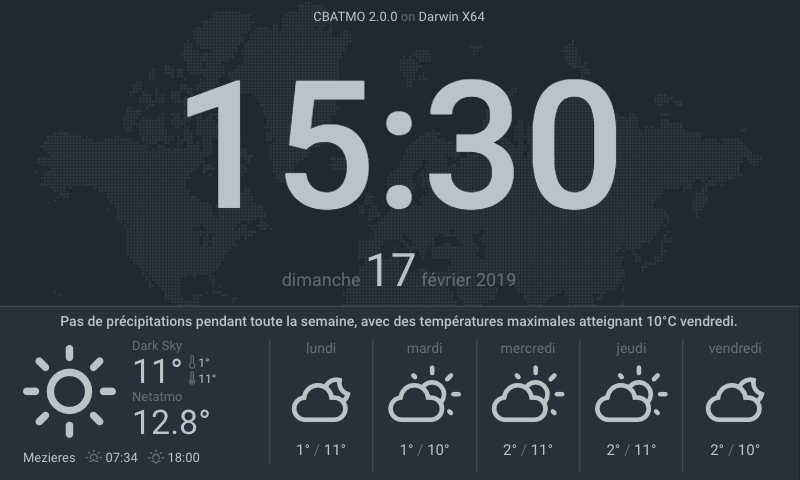 CBATMO 2.0.0 on Darwin X64
15:30
dimanche 17 février 2019
Pas de précipitations pendant toute la semaine, avec des températures maximales atteignant 10°C vendredi.
Dark Sky
11° 1°
11°
Netatmo
12.8°
Mezieres 07:34 18:00
lundi mardi mercredi jeudi vendredi
1° / 11° 1° / 10° 2° / 11° 2° / 11° 2° / 10°